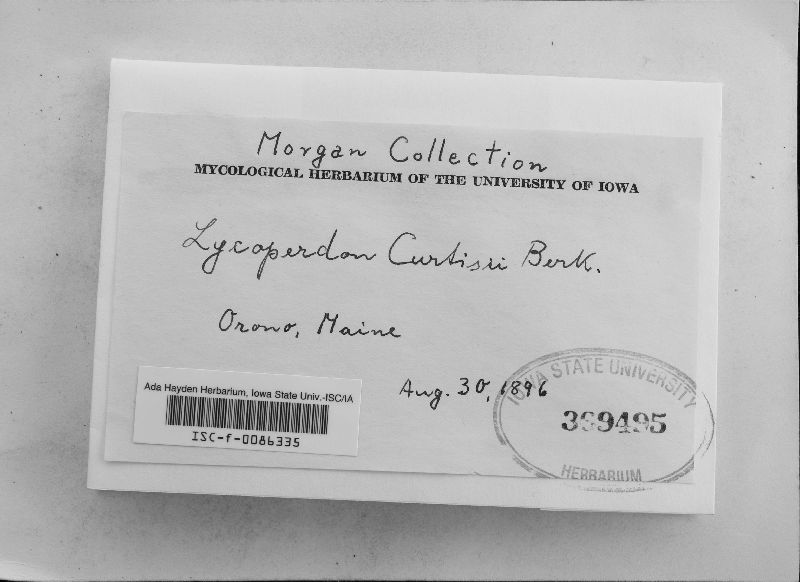 Morgan Collection
MYCOLOGICAL HERBARIUM OF THE UNIVERSITY OF IOWA
Lycoperdon Curtisii Berk.
Orono, Maine
Aug. 30, 1896
Ada Hayden Herbarium, Iowa State Univ.-ISC/IA
ISC-f-0086335
IOWA STATE UNIVERSITY
389495
HERBARIUM